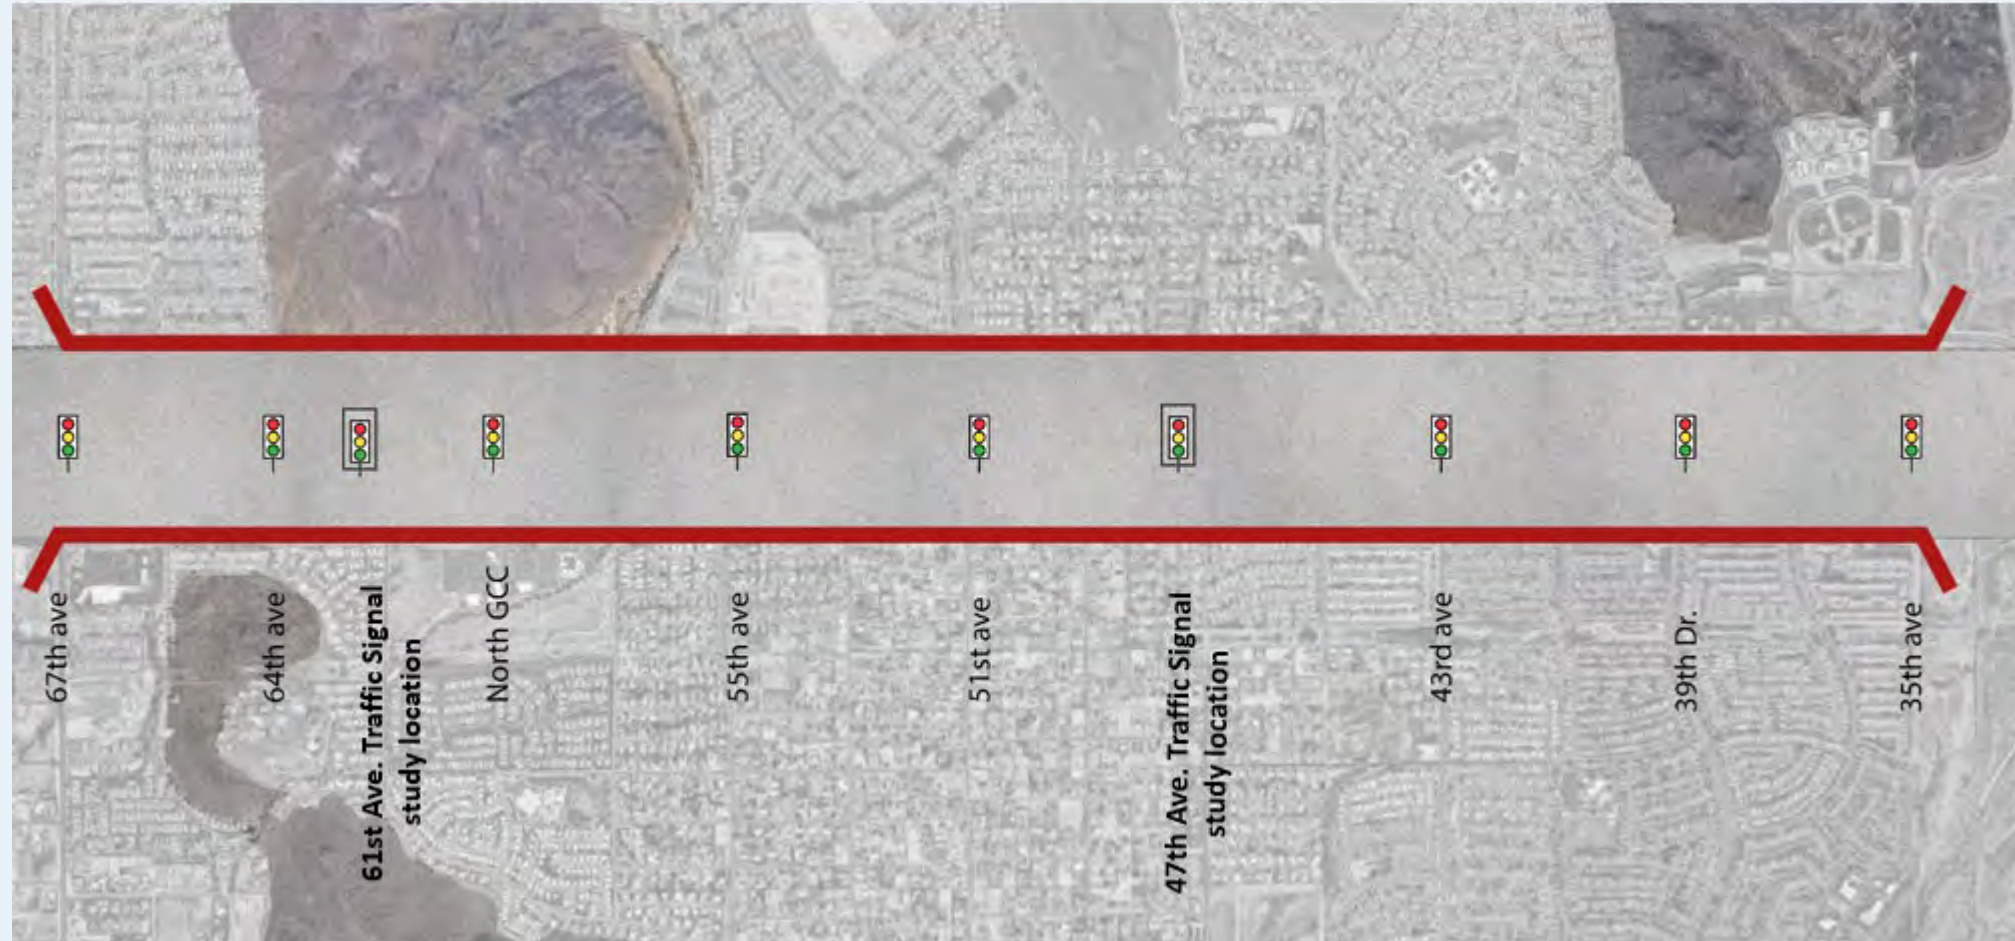 67th ave
64th ave
61st Ave. Traffic Signal
study location
North GCC
55th ave
51st ave
47th Ave. Traffic Signal
study location
43rd ave
39th Dr.
35th ave